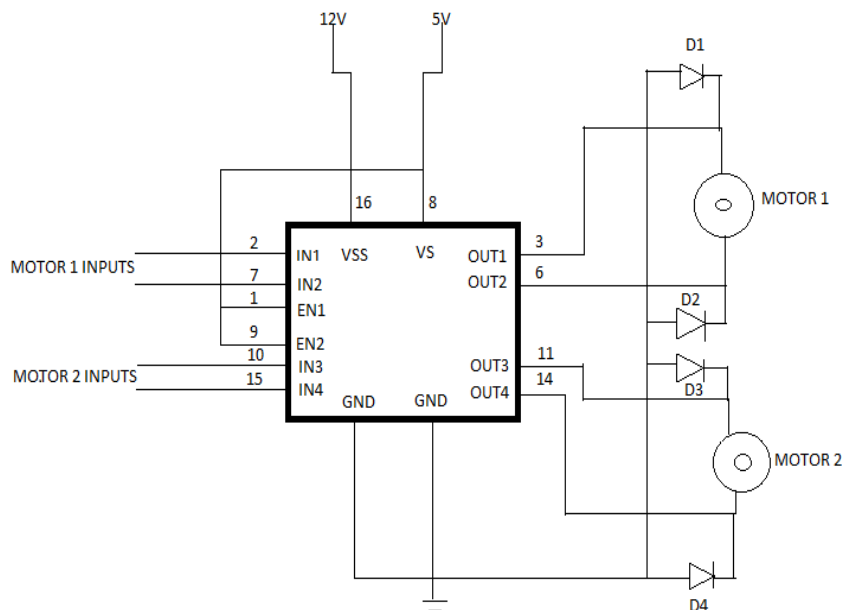 12V 5V
D1
16 8
MOTOR 1
2 3
IN1 VSS VS OUT1
MOTOR 1 INPUTS
7 6
IN2 OUT2
1
EN1
D2
9
EN2
10 11
IN3 OUT3
MOTOR 2 INPUTS
15 14
IN4 OUT4
D3
GND GND
MOTOR 2
D4